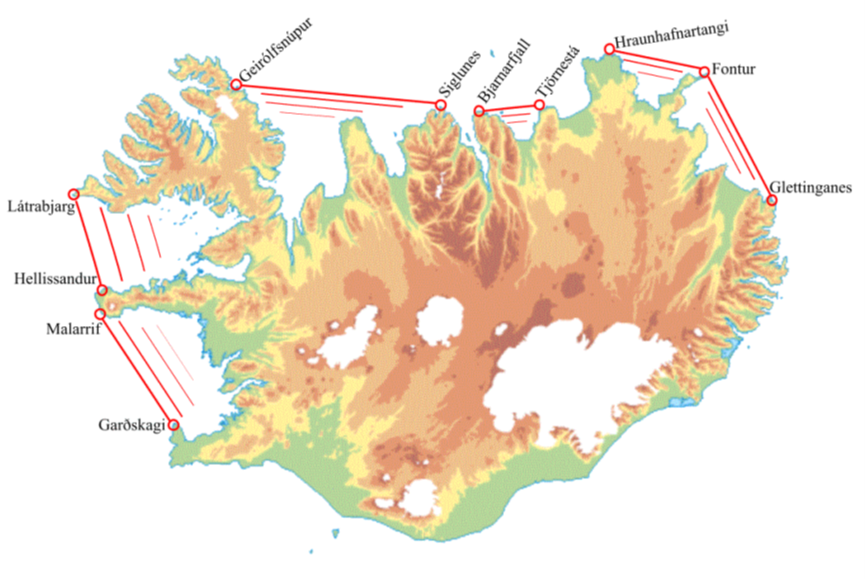 Geirólfsnúpur
Siglunes
Bjarnarfjall
Tjörnestá
Hraunhafnartangi
Fontur
Glettinganes
Látrabjarg
Hellissandur
Malarrif
Garðskagi